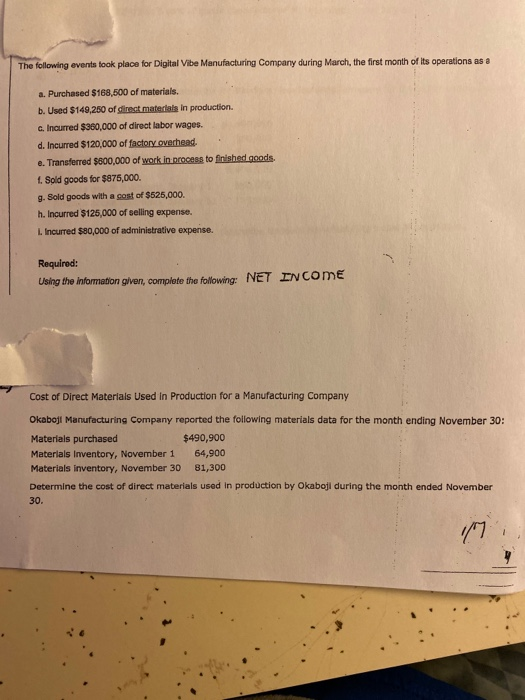 The following events took place for Digital Vibe Manufacturing Company during March, the first month of its operations as a
a. Purchased $168,500 of materials.
b. Used $149,250 of direct materials in production.
c. Incurred $360,000 of direct labor wages.
d. Incurred $120,000 of factory overhead.
e. Transferred $600,000 of work in process to finished goods.
f. Sold goods for $875,000.
g. Sold goods with a cost of $525,000.
h. Incurred $125,000 of selling expense.
i. Incurred $80,000 of administrative expense.
Required:
Using the information given, complete the following: NET INCOME
Cost of Direct Materials Used in Production for a Manufacturing Company
Okaboji Manufacturing Company reported the following materials data for the month ending November 30:
Materials purchased $490,900
Materials inventory, November 1 64,900
Materials inventory, November 30 81,300
Determine the cost of direct materials used in production by Okaboji during the month ended November
30.
4